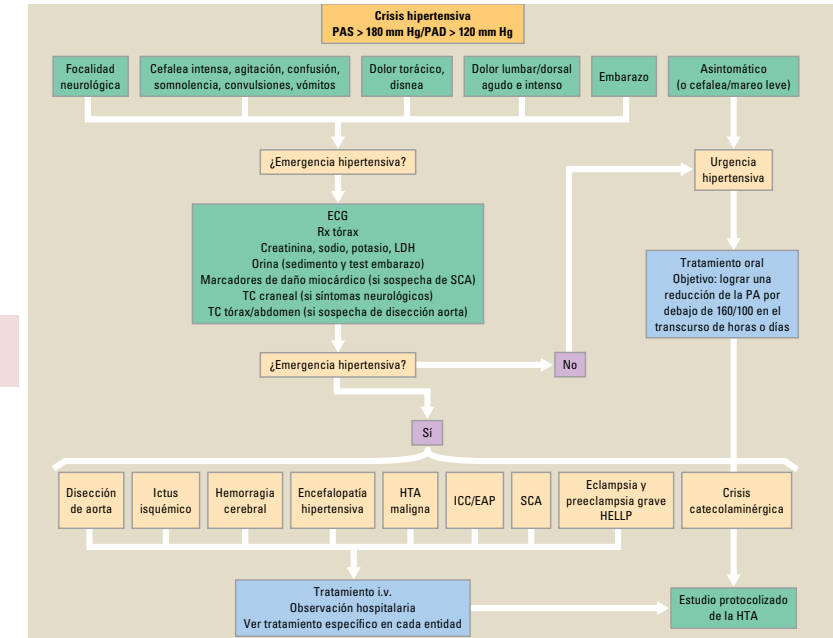 Crisis hipertensiva
PAS > 180 mm Hg/PAD > 120 mm Hg
Focalidad
neurológica
Cefalea intensa, agitación, confusión,
somnolencia, convulsiones, vómitos
Dolor torácico,
disnea
Dolor lumbar/dorsal
agudo e intenso
Embarazo
Asintomático
(o cefalea/mareo leve)
¿Emergencia hipertensiva?
Urgencia
hipertensiva
ECG
Rx tórax
Creatinina, sodio, potasio, LDH
Orina (sedimento y test embarazo)
Marcadores de daño miocárdico (si sospecha de SCA)
TC craneal (si síntomas neurológicos)
TC tórax/abdomen (si sospecha de disección aorta)
Tratamiento oral
Objetivo: lograr una
reducción de la PA por
debajo de 160/100 en el
transcurso de horas o días
¿Emergencia hipertensiva?
No
Sí
Disección
de aorta
Ictus
isquémico
Hemorragia
cerebral
Encefalopatía
hipertensiva
HTA
maligna
ICC/EAP
SCA
Eclampsia y
preeclampsia grave
HELLP
Crisis
catecolaminérgica
Tratamiento i.v.
Observación hospitalaria
Ver tratamiento específico en cada entidad
Estudio protocolizado
de la HTA